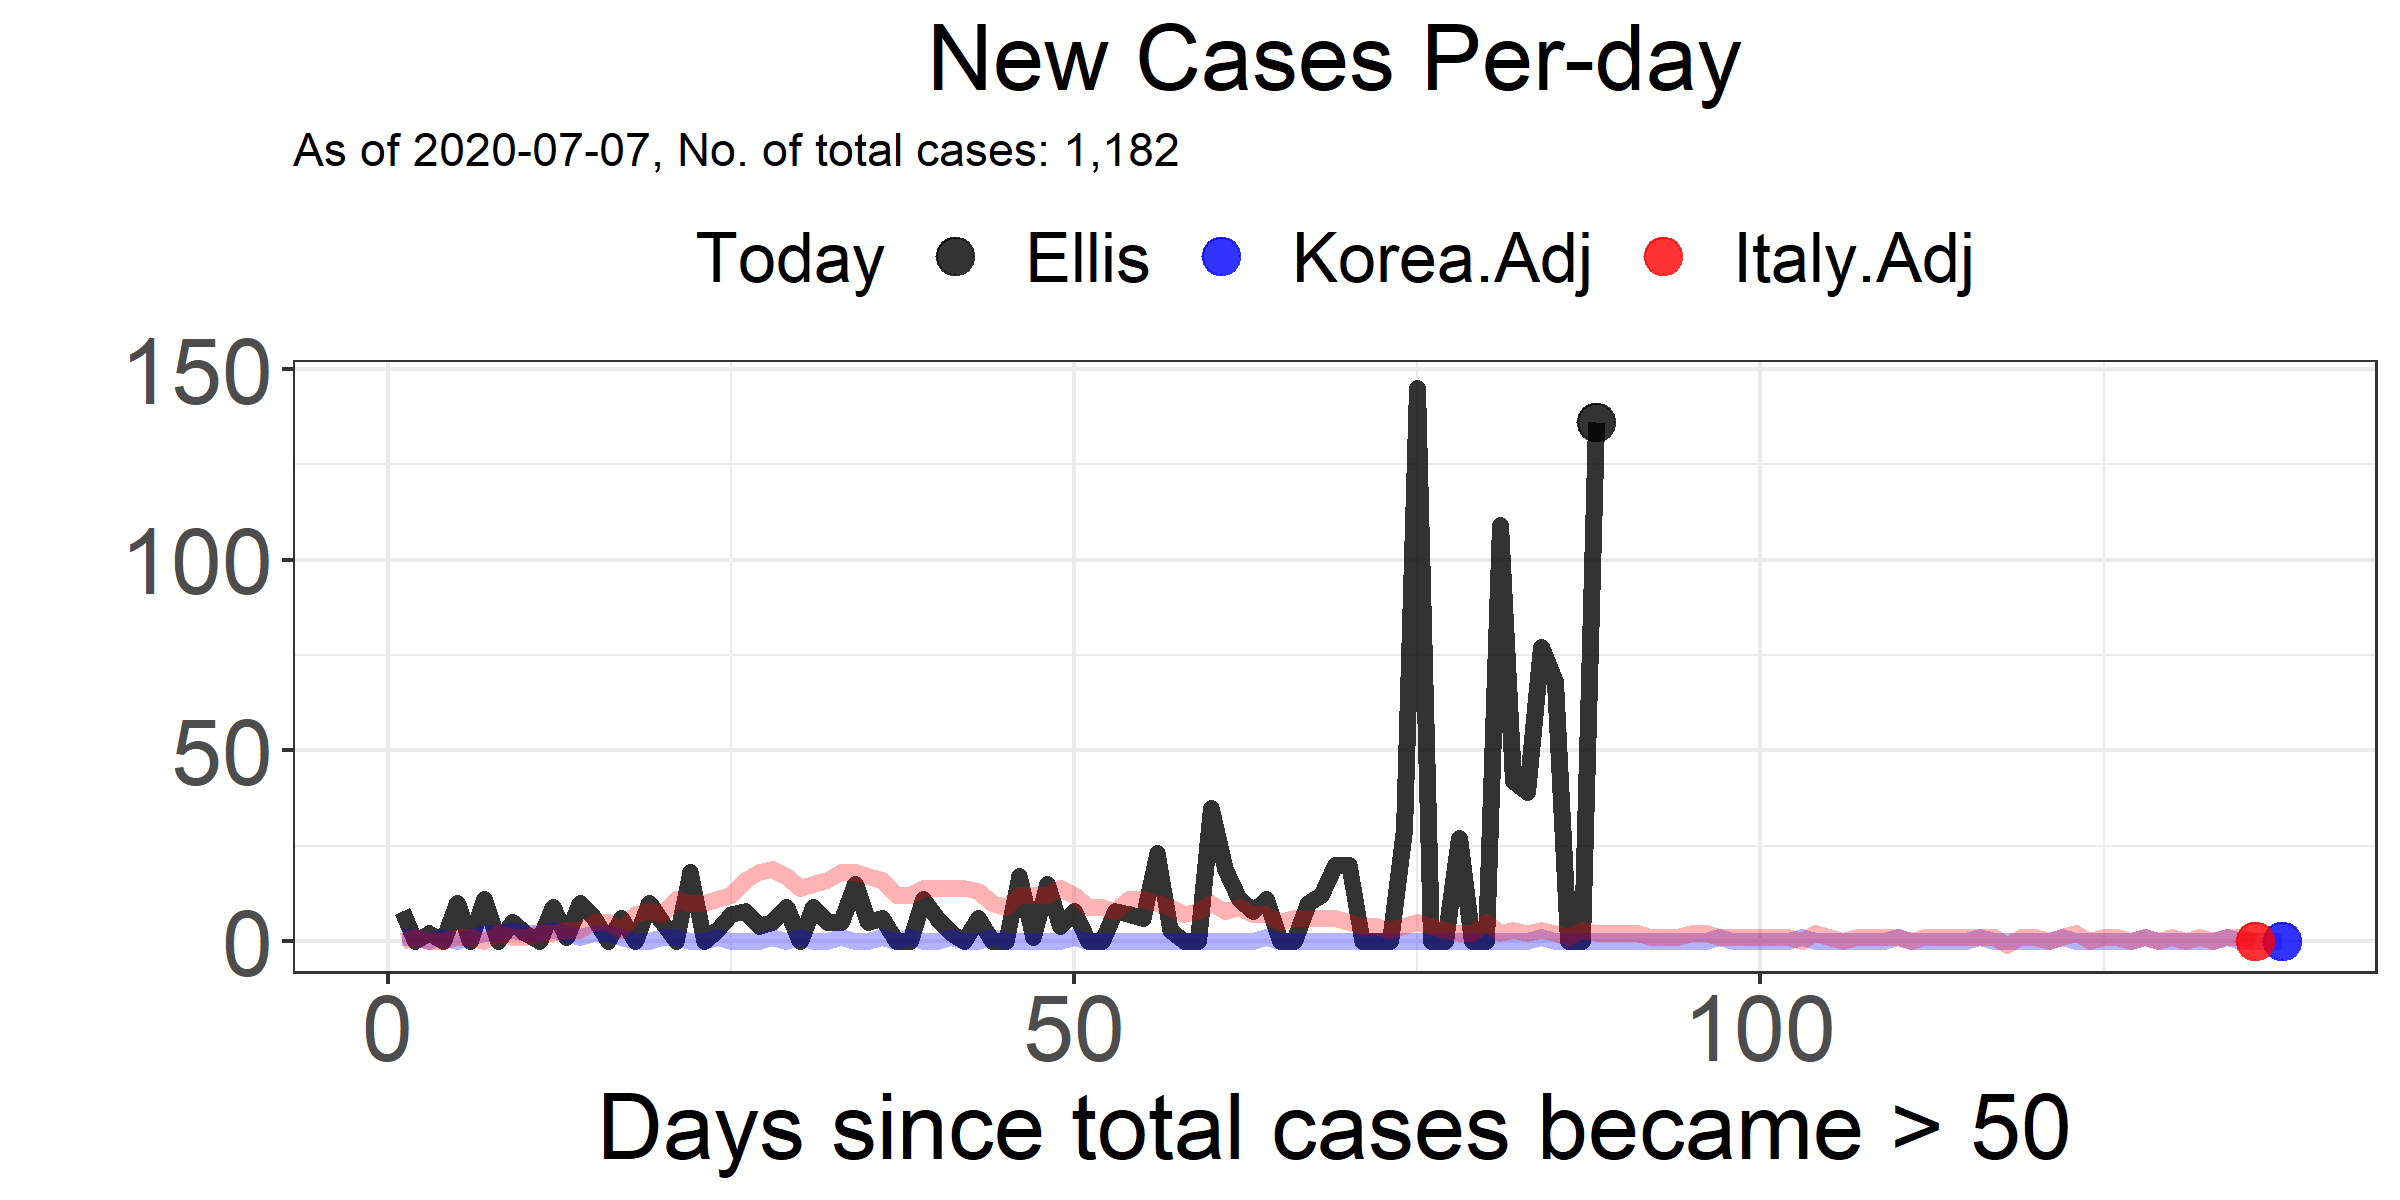 New Cases Per-day
As of 2020-07-07, No. of total cases: 1,182
Today Ellis Korea.Adj Italy.Adj
150
100
50
0
0 50 100
Days since total cases became > 50